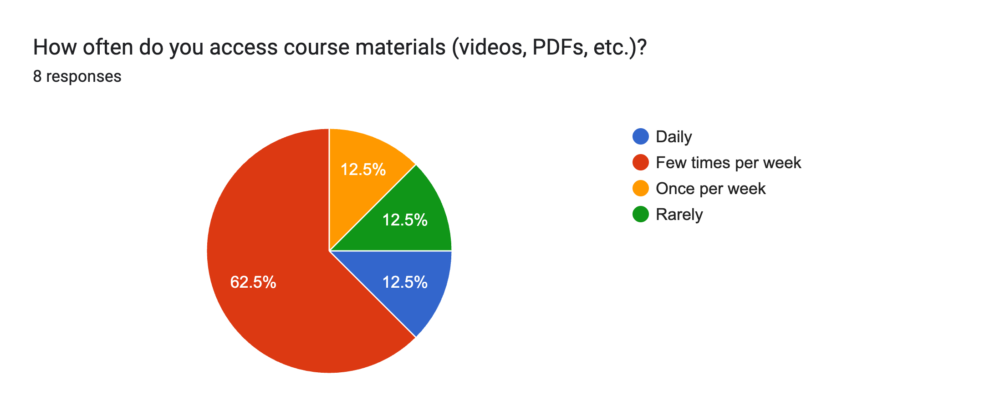 How often do you access course materials (videos, PDFs, etc.)?
8 responses
12.5%
12.5%
62.5%
12.5%
Daily
Few times per week
Once per week
Rarely